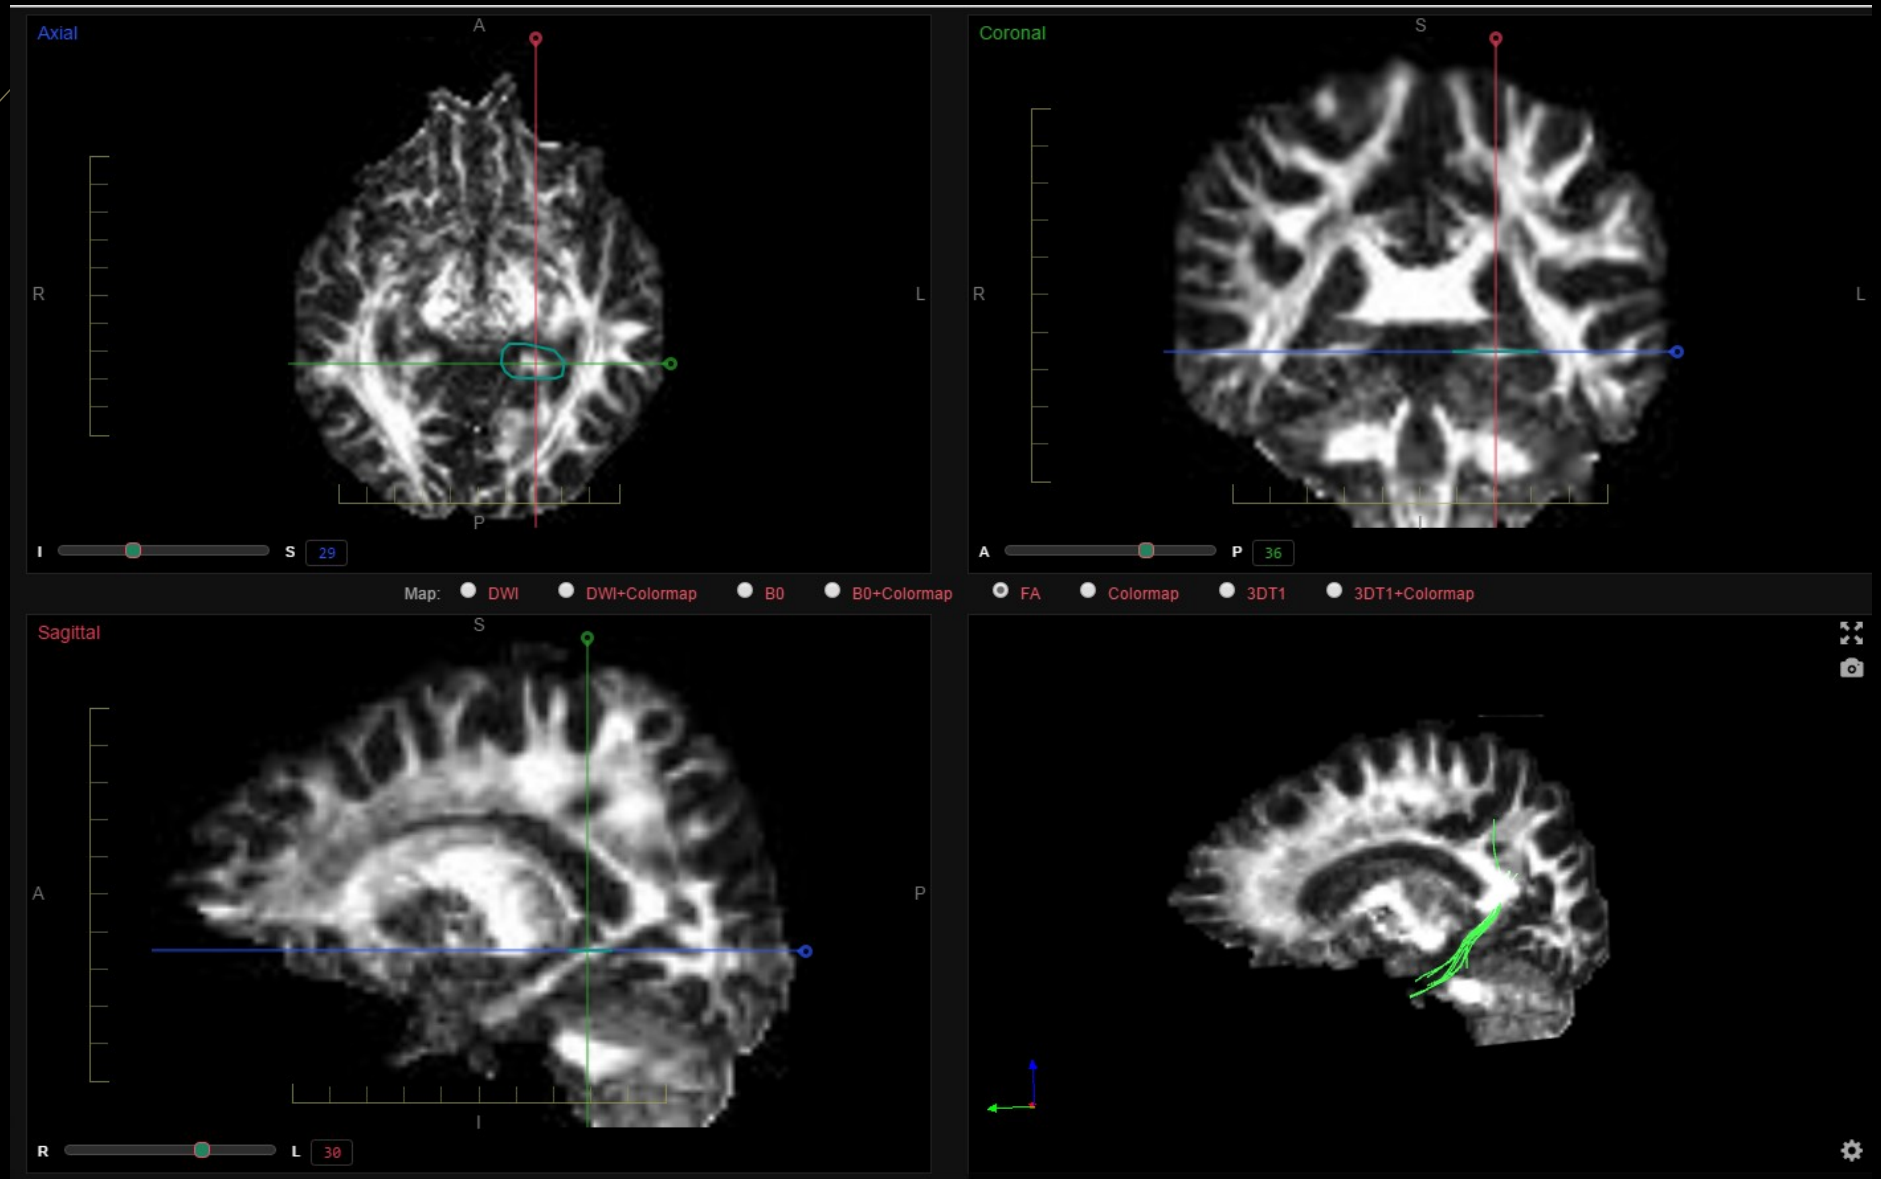 Axial
A
R
L
P
I
S
29
Coronal
S
R
L
I
A
P
36
Map:
DWI
DWI+Colormap
B0
B0+Colormap
FA
Colormap
3DT1
3DT1+Colormap
Sagittal
S
A
P
I
R
L
30